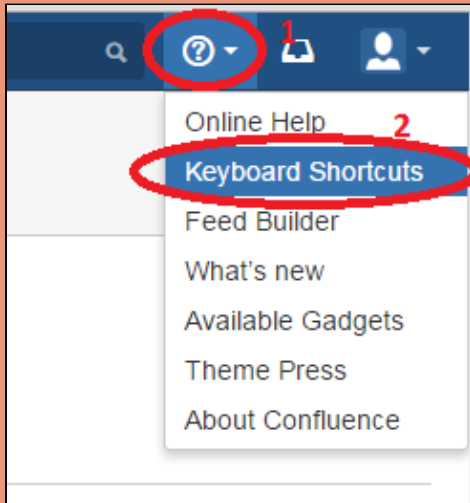 ?
1
Online Help
2
Keyboard Shortcuts
Feed Builder
What's new
Available Gadgets
Theme Press
About Confluence